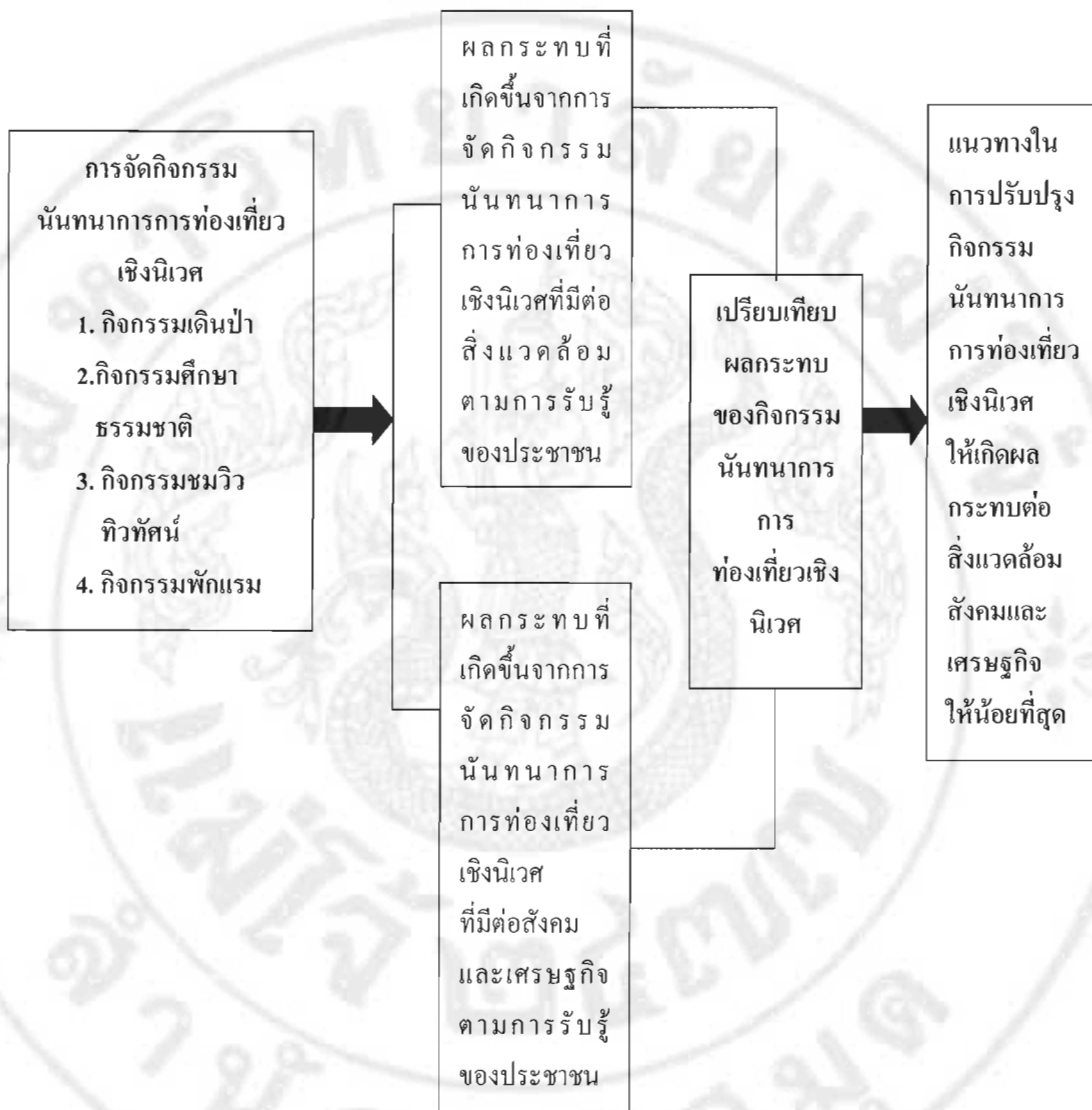 การจัดกิจกรรม
นันทนาการการท่องเที่ยว
เชิงนิเวศ
1. กิจกรรมเดินป่า
2.กิจกรรมศึกษา
ธรรมชาติ
3. กิจกรรมชมวิว
ทิวทัศน์
4. กิจกรรมพักแรม
ผลกระทบที่
เกิดขึ้นจากการ
จัดกิจกรรม
นันทนาการ
การท่องเที่ยว
เชิงนิเวศที่มีต่อ
สิ่งแวดล้อม
ตามการรับรู้
ของประชาชน
ผลกระทบที่
เกิดขึ้นจากการ
จัดกิจกรรม
นันทนาการ
การท่องเที่ยว
เชิงนิเวศ
ที่มีต่อสังคม
และเศรษฐกิจ
ตามการรับรู้
ของประชาชน
เปรียบเทียบ
ผลกระทบ
ของกิจกรรม
นันทนาการ
การ
ท่องเที่ยวเชิง
นิเวศ
แนวทางใน
การปรับปรุง
กิจกรรม
นันทนาการ
การท่องเที่ยว
เชิงนิเวศ
ให้เกิดผล
กระทบต่อ
สิ่งแวดล้อม
สังคมและ
เศรษฐกิจ
ให้น้อยที่สุด